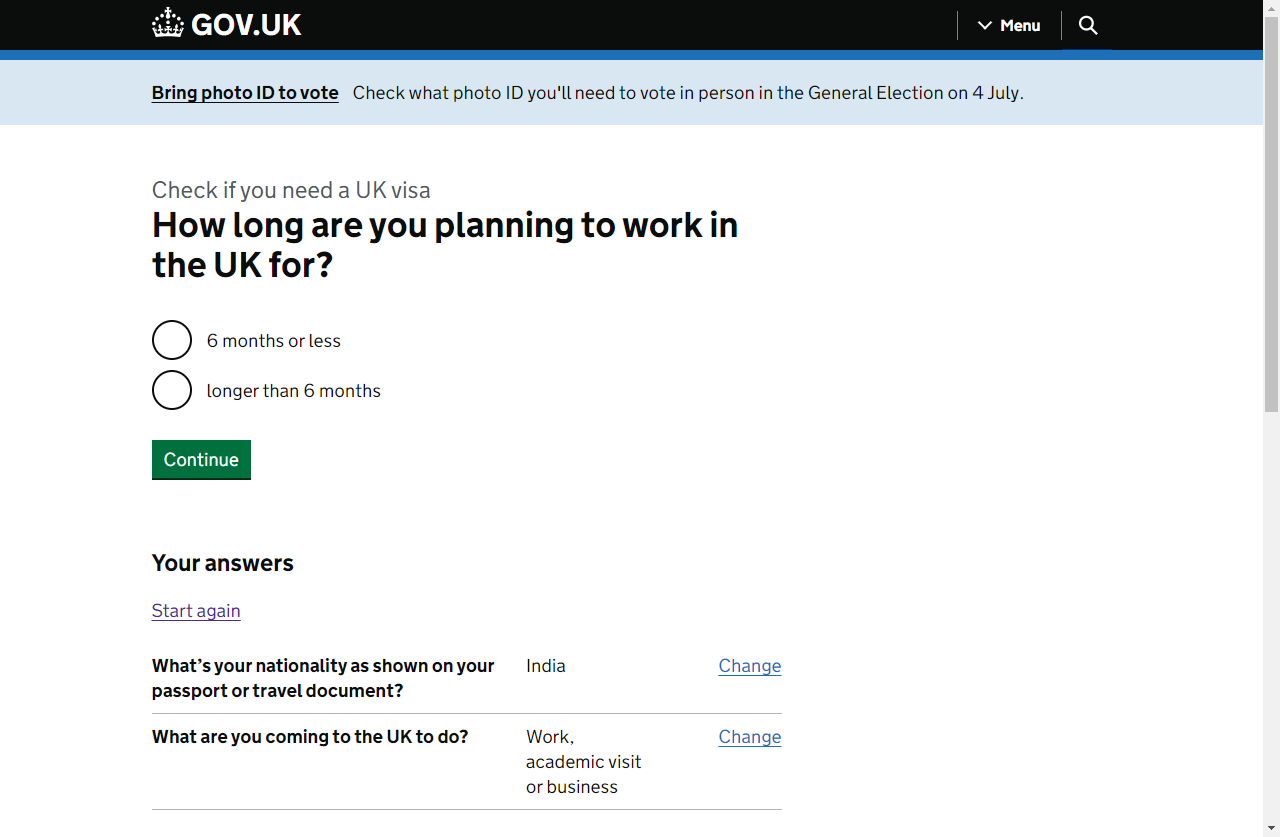 GOV.UK
Menu
Bring photo ID to vote Check what photo ID you'll need to vote in person in the General Election on 4 July.
Check if you need a UK visa
How long are you planning to work in
the UK for?
6 months or less
longer than 6 months
Continue
Your answers
Start again
What’s your nationality as shown on your
passport or travel document?
India
Change
What are you coming to the UK to do?
Work,
academic visit
or business
Change